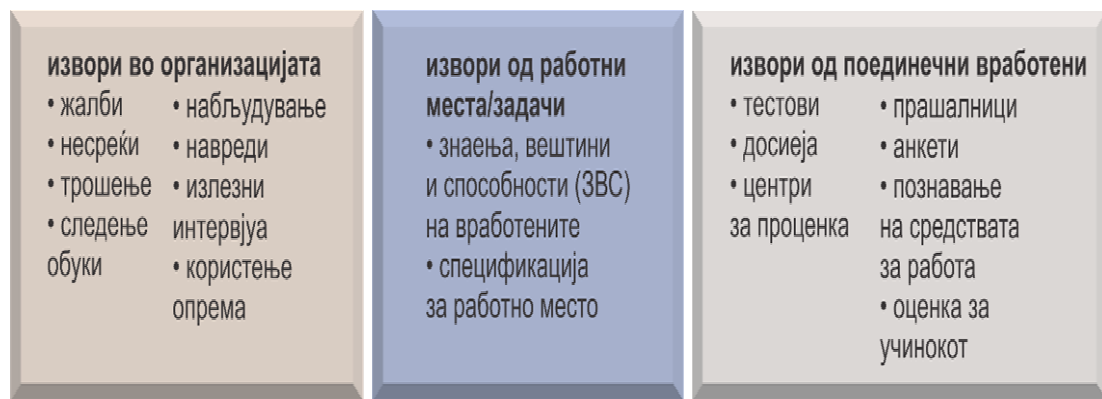 извори во организацијата
• жалби
• несреќи
• трошење
• следење
обуки
• набљудување
• навреди
• излезни
интервјуа
• користење
опрема
извори од работни
места/задачи
• знаења, вештини
и способности (ЗВС)
на вработените
• спецификација
за работно место
извори од поединечни вработени
• тестови
• досиеја
• центри
за проценка
• прашалници
• анкети
• познавање
на средствата
за работа
• оценка за
учинокот